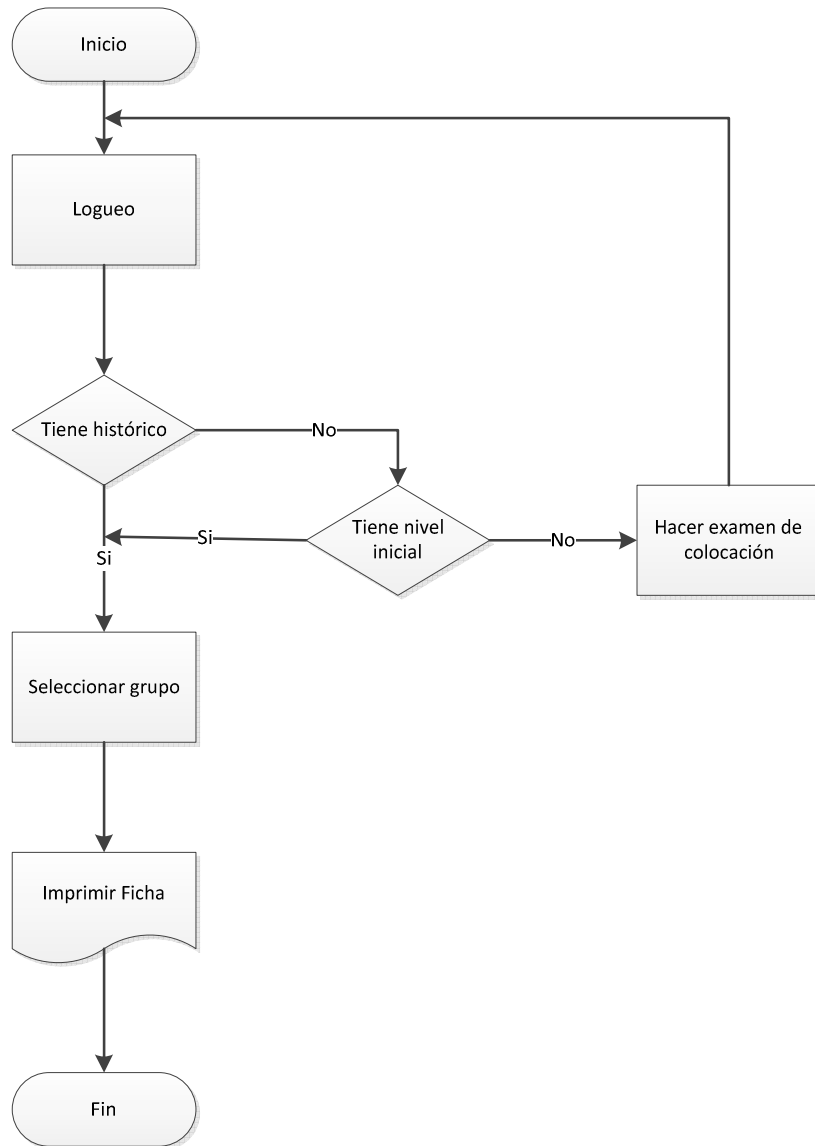 Inicio
Logueo
Tiene histórico
No
Tiene nivel
inicial
No
Hacer examen de
colocación
Si
Si
Seleccionar grupo
Imprimir Ficha
Fin